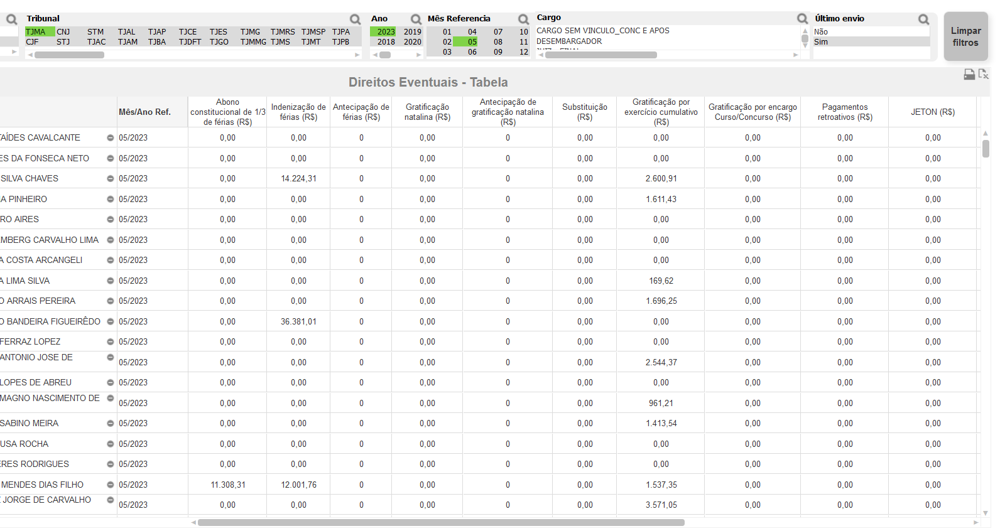 Tribunal
TJMA CNJ STM TJAL TJAP TJCE TJES TJMG TJMRS TJMSP TJPA
CJF STJ TJAC TJAM TJBA TJDFT TJGO TJMMG TJMS TJMT TJPB
Ano
2023 2019
2018 2020
Mês Referencia
01 04 07 10
02 05 08 11
03 06 09 12
Cargo
CARGO SEM VINCULO_CONC E APOS
DESEMBARGADOR
Último envio
Não
Sim
Limpar
filtros
Direitos Eventuais - Tabela
Mês/Ano Ref.
Abono
constitucional de 1/3
de férias (R$)
Indenização de
férias (R$)
Antecipação de
férias (R$)
Gratificação
natalina (R$)
Antecipação de
gratificação natalina
(R$)
Substituição
(R$)
Gratificação por
exercício cumulativo
(R$)
Gratificação por encargo
Curso/Concurso (R$)
Pagamentos
retroativos (R$)
JETON (R$)
TAÍDES CAVALCANTE 05/2023 0,00 0,00 0 0,00 0 0,00 0,00 0,00 0,00 0,00
ES DA FONSECA NETO 05/2023 0,00 0,00 0 0,00 0 0,00 0,00 0,00 0,00 0,00
SILVA CHAVES 05/2023 0,00 14.224,31 0 0,00 0 0,00 2.600,91 0,00 0,00 0,00
IA PINHEIRO 05/2023 0,00 0,00 0 0,00 0 0,00 1.611,43 0,00 0,00 0,00
RO AIRES 05/2023 0,00 0,00 0 0,00 0 0,00 0,00 0,00 0,00 0,00
MBERG CARVALHO LIMA 05/2023 0,00 0,00 0 0,00 0 0,00 0,00 0,00 0,00 0,00
A COSTA ARCANGELI 05/2023 0,00 0,00 0 0,00 0 0,00 0,00 0,00 0,00 0,00
A LIMA SILVA 05/2023 0,00 0,00 0 0,00 0 0,00 169,62 0,00 0,00 0,00
O ARRAIS PEREIRA 05/2023 0,00 0,00 0 0,00 0 0,00 1.696,25 0,00 0,00 0,00
O BANDEIRA FIGUEIRÊDO 05/2023 0,00 36.381,01 0 0,00 0 0,00 0,00 0,00 0,00 0,00
FERRAZ LOPEZ 05/2023 0,00 0,00 0 0,00 0 0,00 0,00 0,00 0,00 0,00
ANTONIO JOSE DE 05/2023 0,00 0,00 0 0,00 0 0,00 2.544,37 0,00 0,00 0,00
LOPES DE ABREU 05/2023 0,00 0,00 0 0,00 0 0,00 0,00 0,00 0,00 0,00
MAGNO NASCIMENTO DE 05/2023 0,00 0,00 0 0,00 0 0,00 961,21 0,00 0,00 0,00
SABINO MEIRA 05/2023 0,00 0,00 0 0,00 0 0,00 1.413,54 0,00 0,00 0,00
USA ROCHA 05/2023 0,00 0,00 0 0,00 0 0,00 0,00 0,00 0,00 0,00
ERES RODRIGUES 05/2023 0,00 0,00 0 0,00 0 0,00 0,00 0,00 0,00 0,00
MENDES DIAS FILHO 05/2023 11.308,31 12.001,76 0 0,00 0 0,00 1.537,35 0,00 0,00 0,00
JORGE DE CARVALHO 05/2023 0,00 0,00 0 0,00 0 0,00 3.571,05 0,00 0,00 0,00